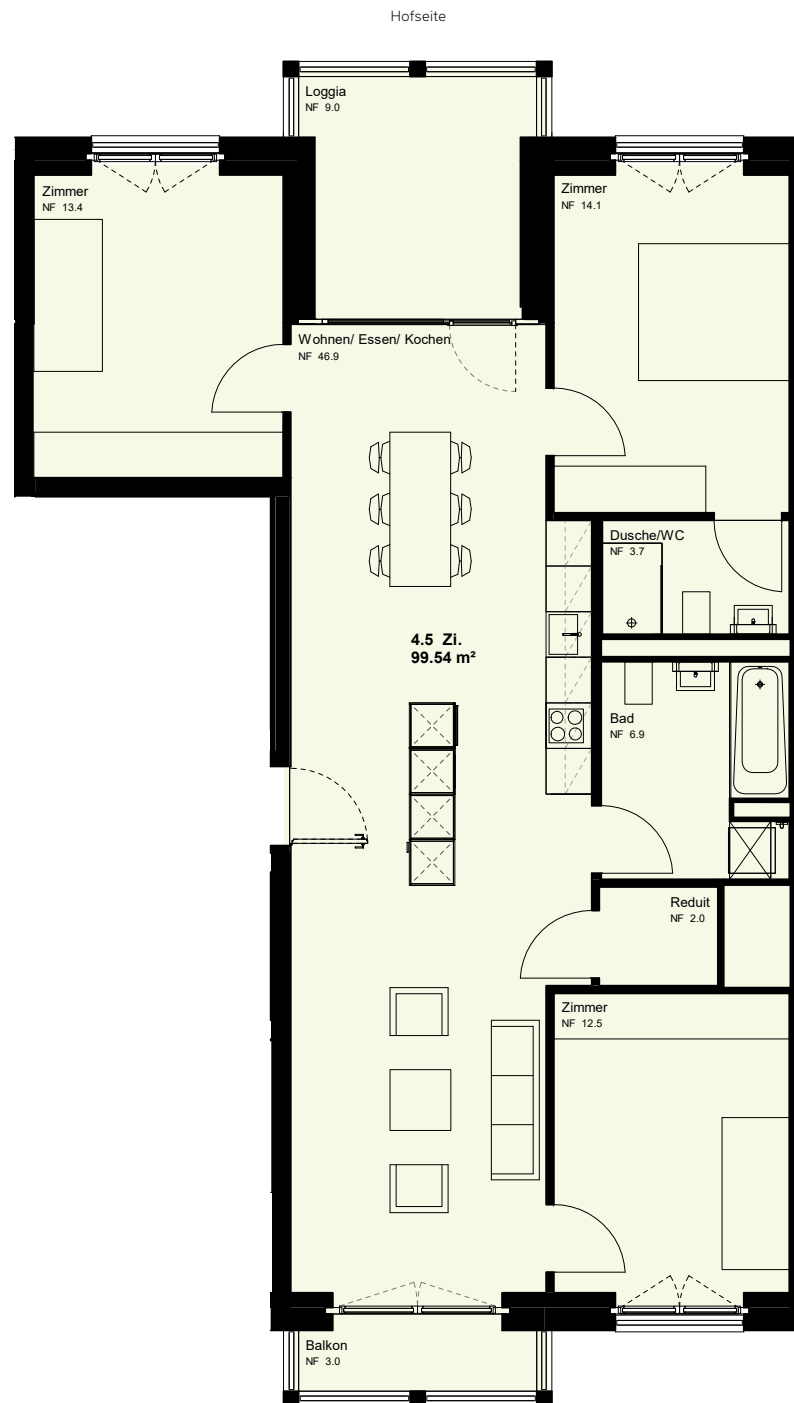 Hofseite
Loggia
NF 9.0
Zimmer
NF 13.4
Zimmer
NF 14.1
Wohnen/ Essen/ Kochen
NF 46.9
Dusche/WC
NF 3.7
4.5 Zi.
99.54 m²
Bad
NF 6.9
Reduit
NF 2.0
Zimmer
NF 12.5
Balkon
NF 3.0